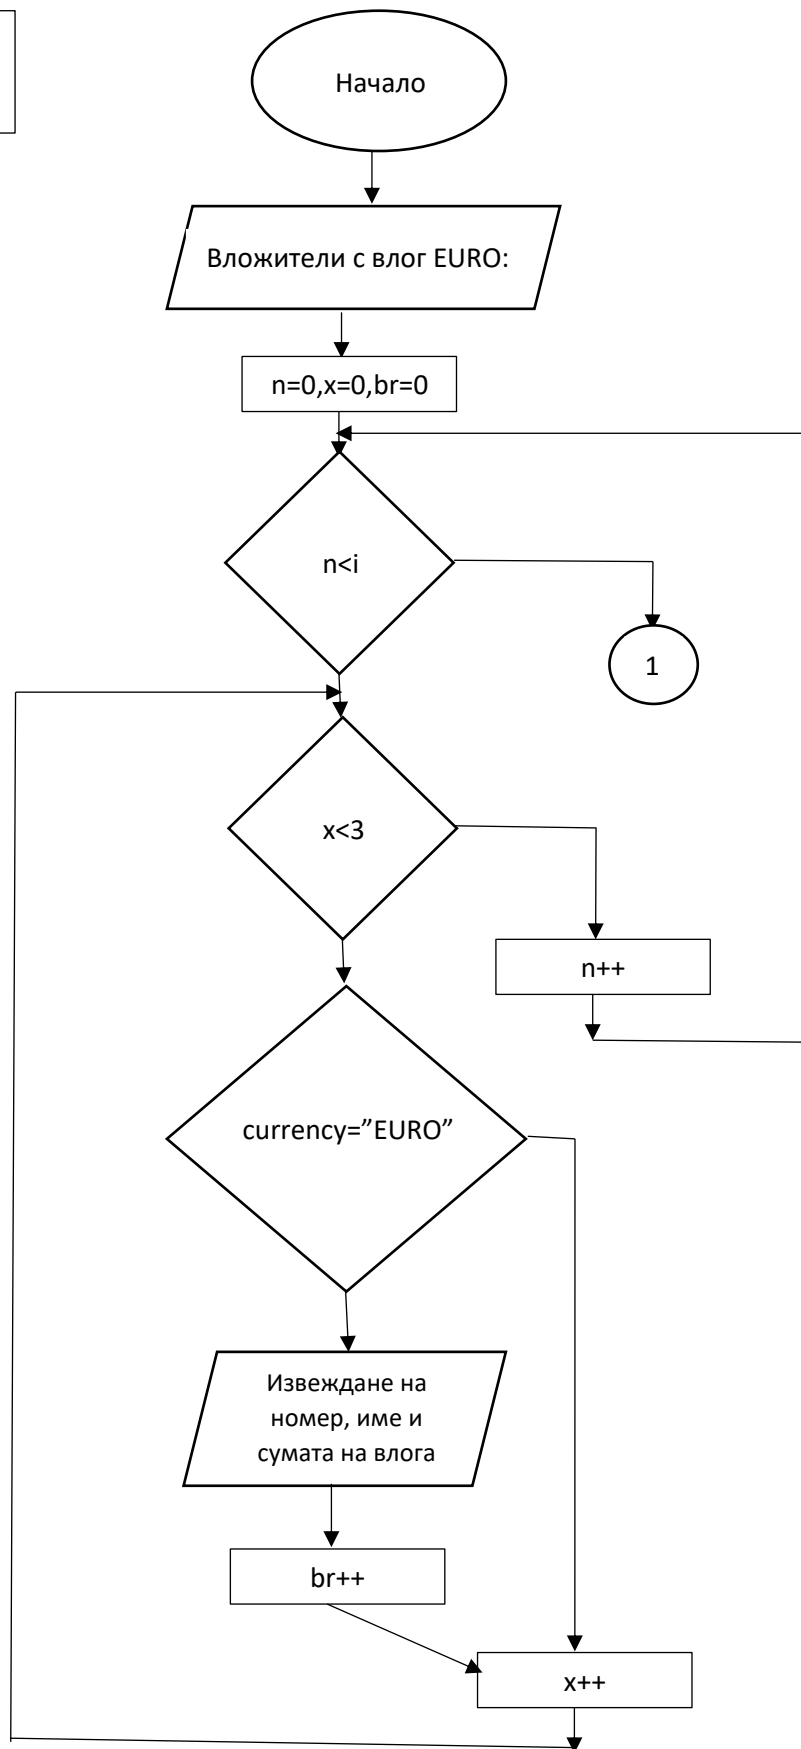 Начало
Вложители с влог EURO:
n=0,x=0,br=0
n<i
1
x<3
n++
currency=”EURO”
Извеждане на
номер, име и
сумата на влога
br++
x++